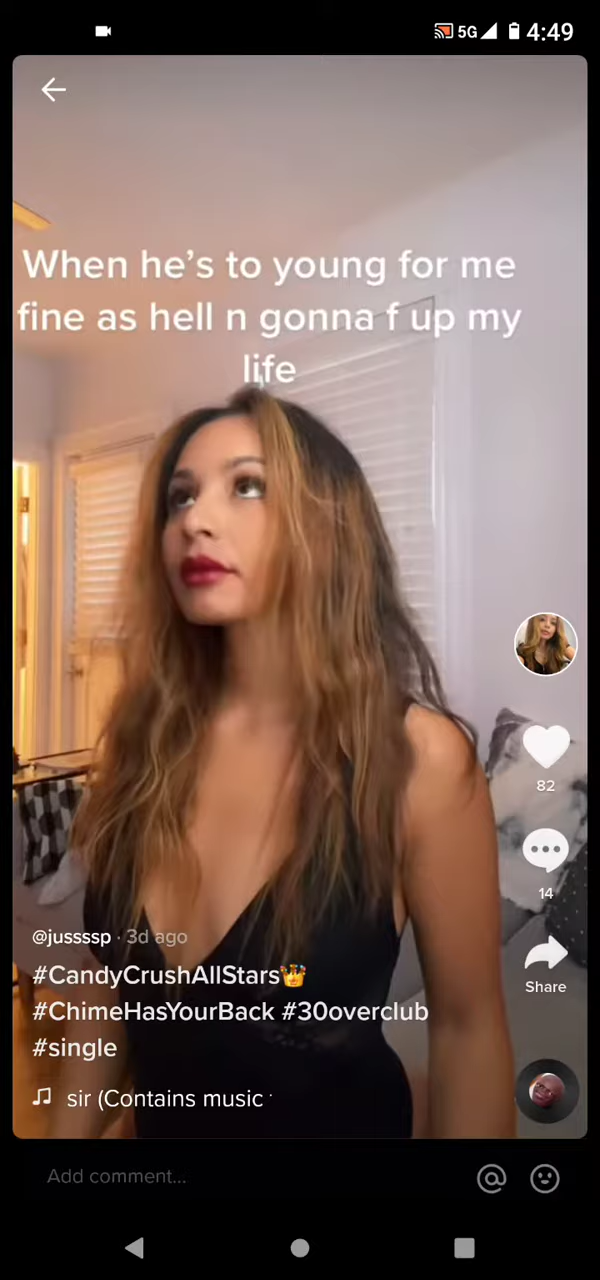 5G 4:49
When he's to young for me
fine as hell n gonna f up my
life
82
14
@jussssp · 3d ago
Share
#CandyCrushAllStars👑
#ChimeHasYourBack #30overclub
#single
sir (Contains music
Add comment...